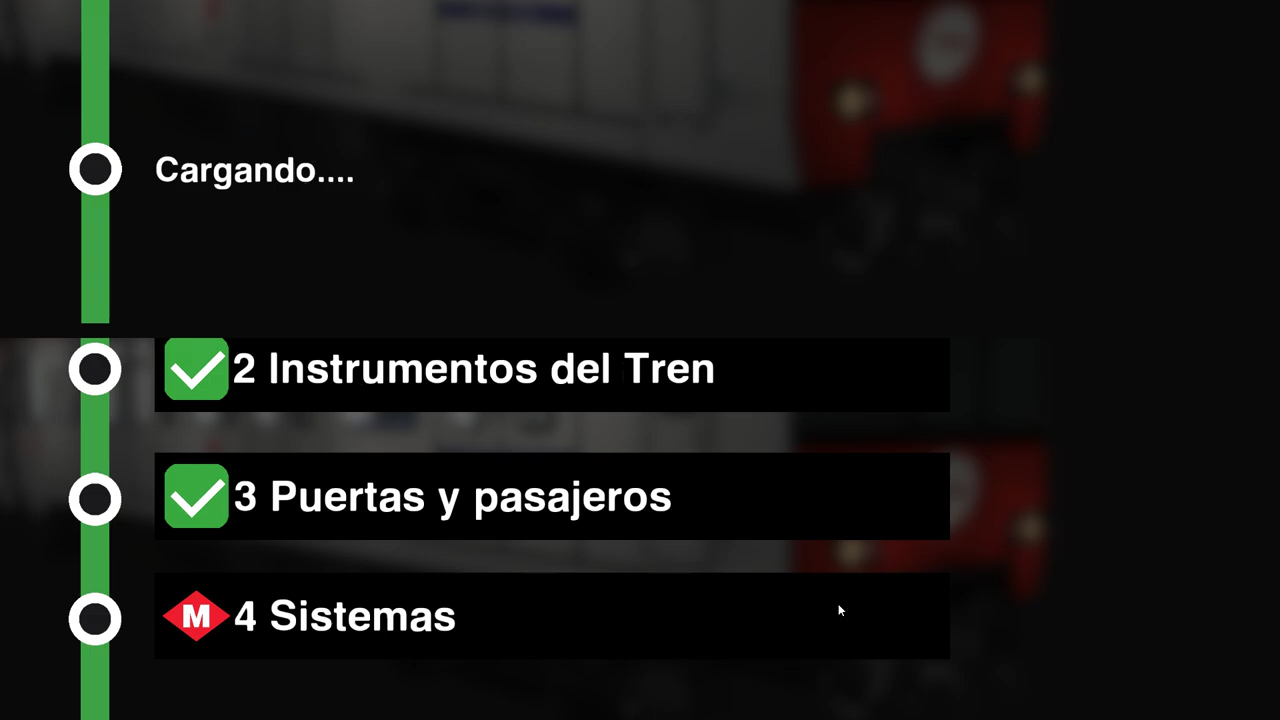 Cargando....
2 Instrumentos del Tren
3 Puertas y pasajeros
M 4 Sistemas